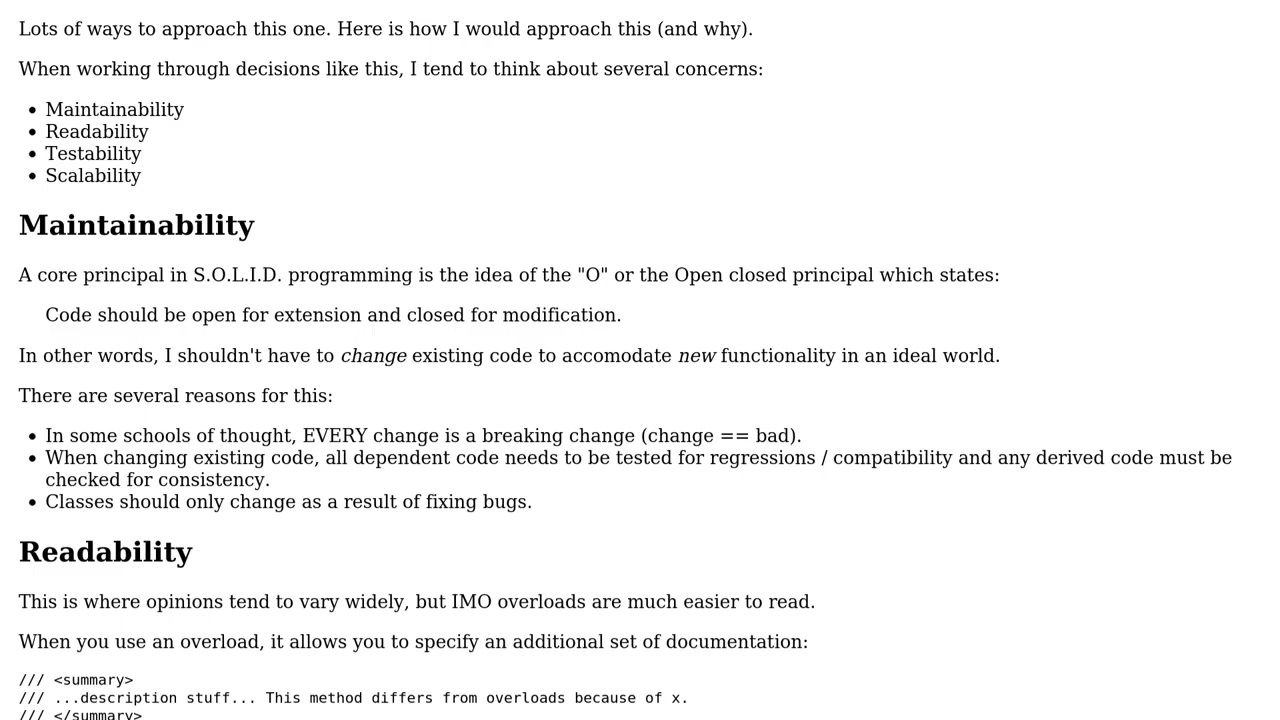 Lots of ways to approach this one. Here is how I would approach this (and why).
When working through decisions like this, I tend to think about several concerns:
• Maintainability
• Readability
• Testability
• Scalability
Maintainability
A core principal in S.O.L.I.D. programming is the idea of the "O" or the Open closed principal which states:
Code should be open for extension and closed for modification.
In other words, I shouldn't have to change existing code to accomodate new functionality in an ideal world.
There are several reasons for this:
• In some schools of thought, EVERY change is a breaking change (change == bad).
• When changing existing code, all dependent code needs to be tested for regressions / compatibility and any derived code must be
checked for consistency.
• Classes should only change as a result of fixing bugs.
Readability
This is where opinions tend to vary widely, but IMO overloads are much easier to read.
When you use an overload, it allows you to specify an additional set of documentation:
/// <summary>
/// ...description stuff... This method differs from overloads because of x.
/// </summary>